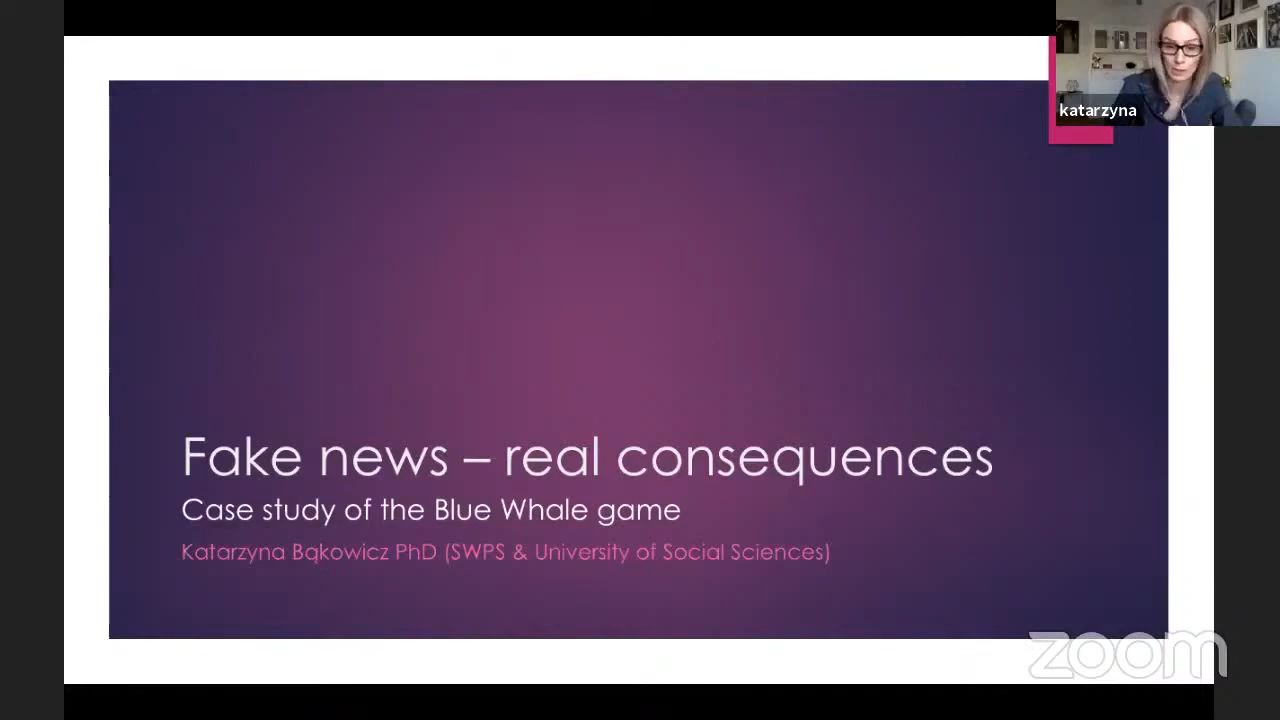 katarzyna
Fake news – real consequences
Case study of the Blue Whale game
Katarzyna Bąkowicz PhD (SWPS & University of Social Sciences)
zoom